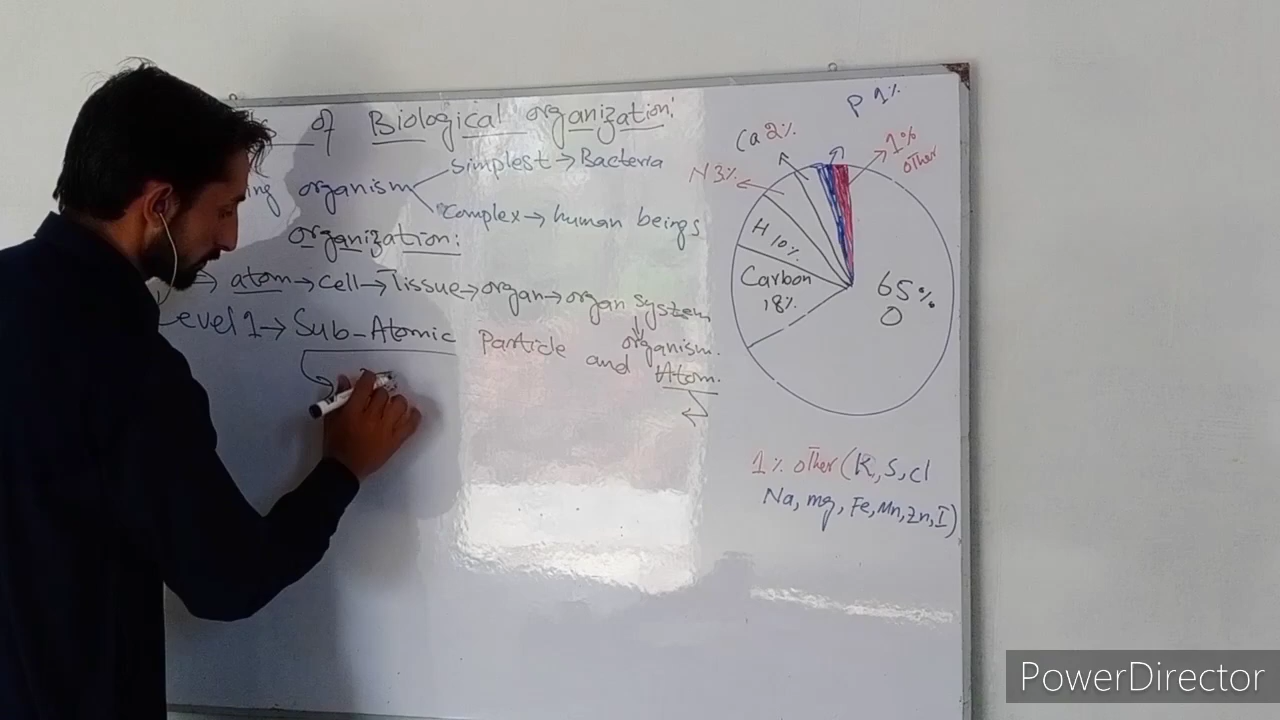 of Biological organization:
organism
simplest → Bacteria
Complex → human beings
organization:
→ atom → cell → Tissue → organ → organ System
↓
organism.
Level 1 → Sub-Atomic Particle and Atom.
P 1%
Ca 2%
N 3%
1% other
H 10%
Carbon 18%
65% O
1% other (K, S, Cl
Na, mg, Fe, Mn, Zn, I)
PowerDirector